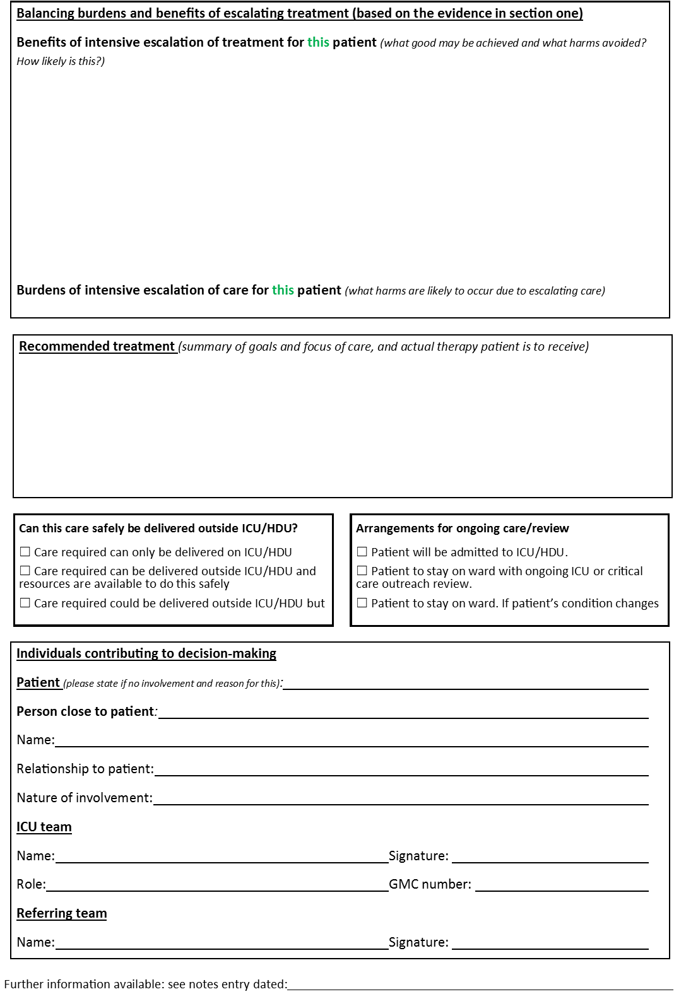 Balancing burdens and benefits of escalating treatment (based on the evidence in section one)
Benefits of intensive escalation of treatment for this patient (what good may be achieved and what harms avoided?
How likely is this?)
Burdens of intensive escalation of care for this patient (what harms are likely to occur due to escalating care)
Recommended treatment (summary of goals and focus of care, and actual therapy patient is to receive)
Can this care safely be delivered outside ICU/HDU?
☐ Care required can only be delivered on ICU/HDU
☐ Care required can be delivered outside ICU/HDU and
resources are available to do this safely
☐ Care required could be delivered outside ICU/HDU but
Arrangements for ongoing care/review
☐ Patient will be admitted to ICU/HDU.
☐ Patient to stay on ward with ongoing ICU or critical
care outreach review.
☐ Patient to stay on ward. If patient’s condition changes
Individuals contributing to decision-making
Patient (please state if no involvement and reason for this):
Person close to patient:
Name:
Relationship to patient:
Nature of involvement:
ICU team
Name: Signature:
Role: GMC number:
Referring team
Name: Signature:
Further information available: see notes entry dated: